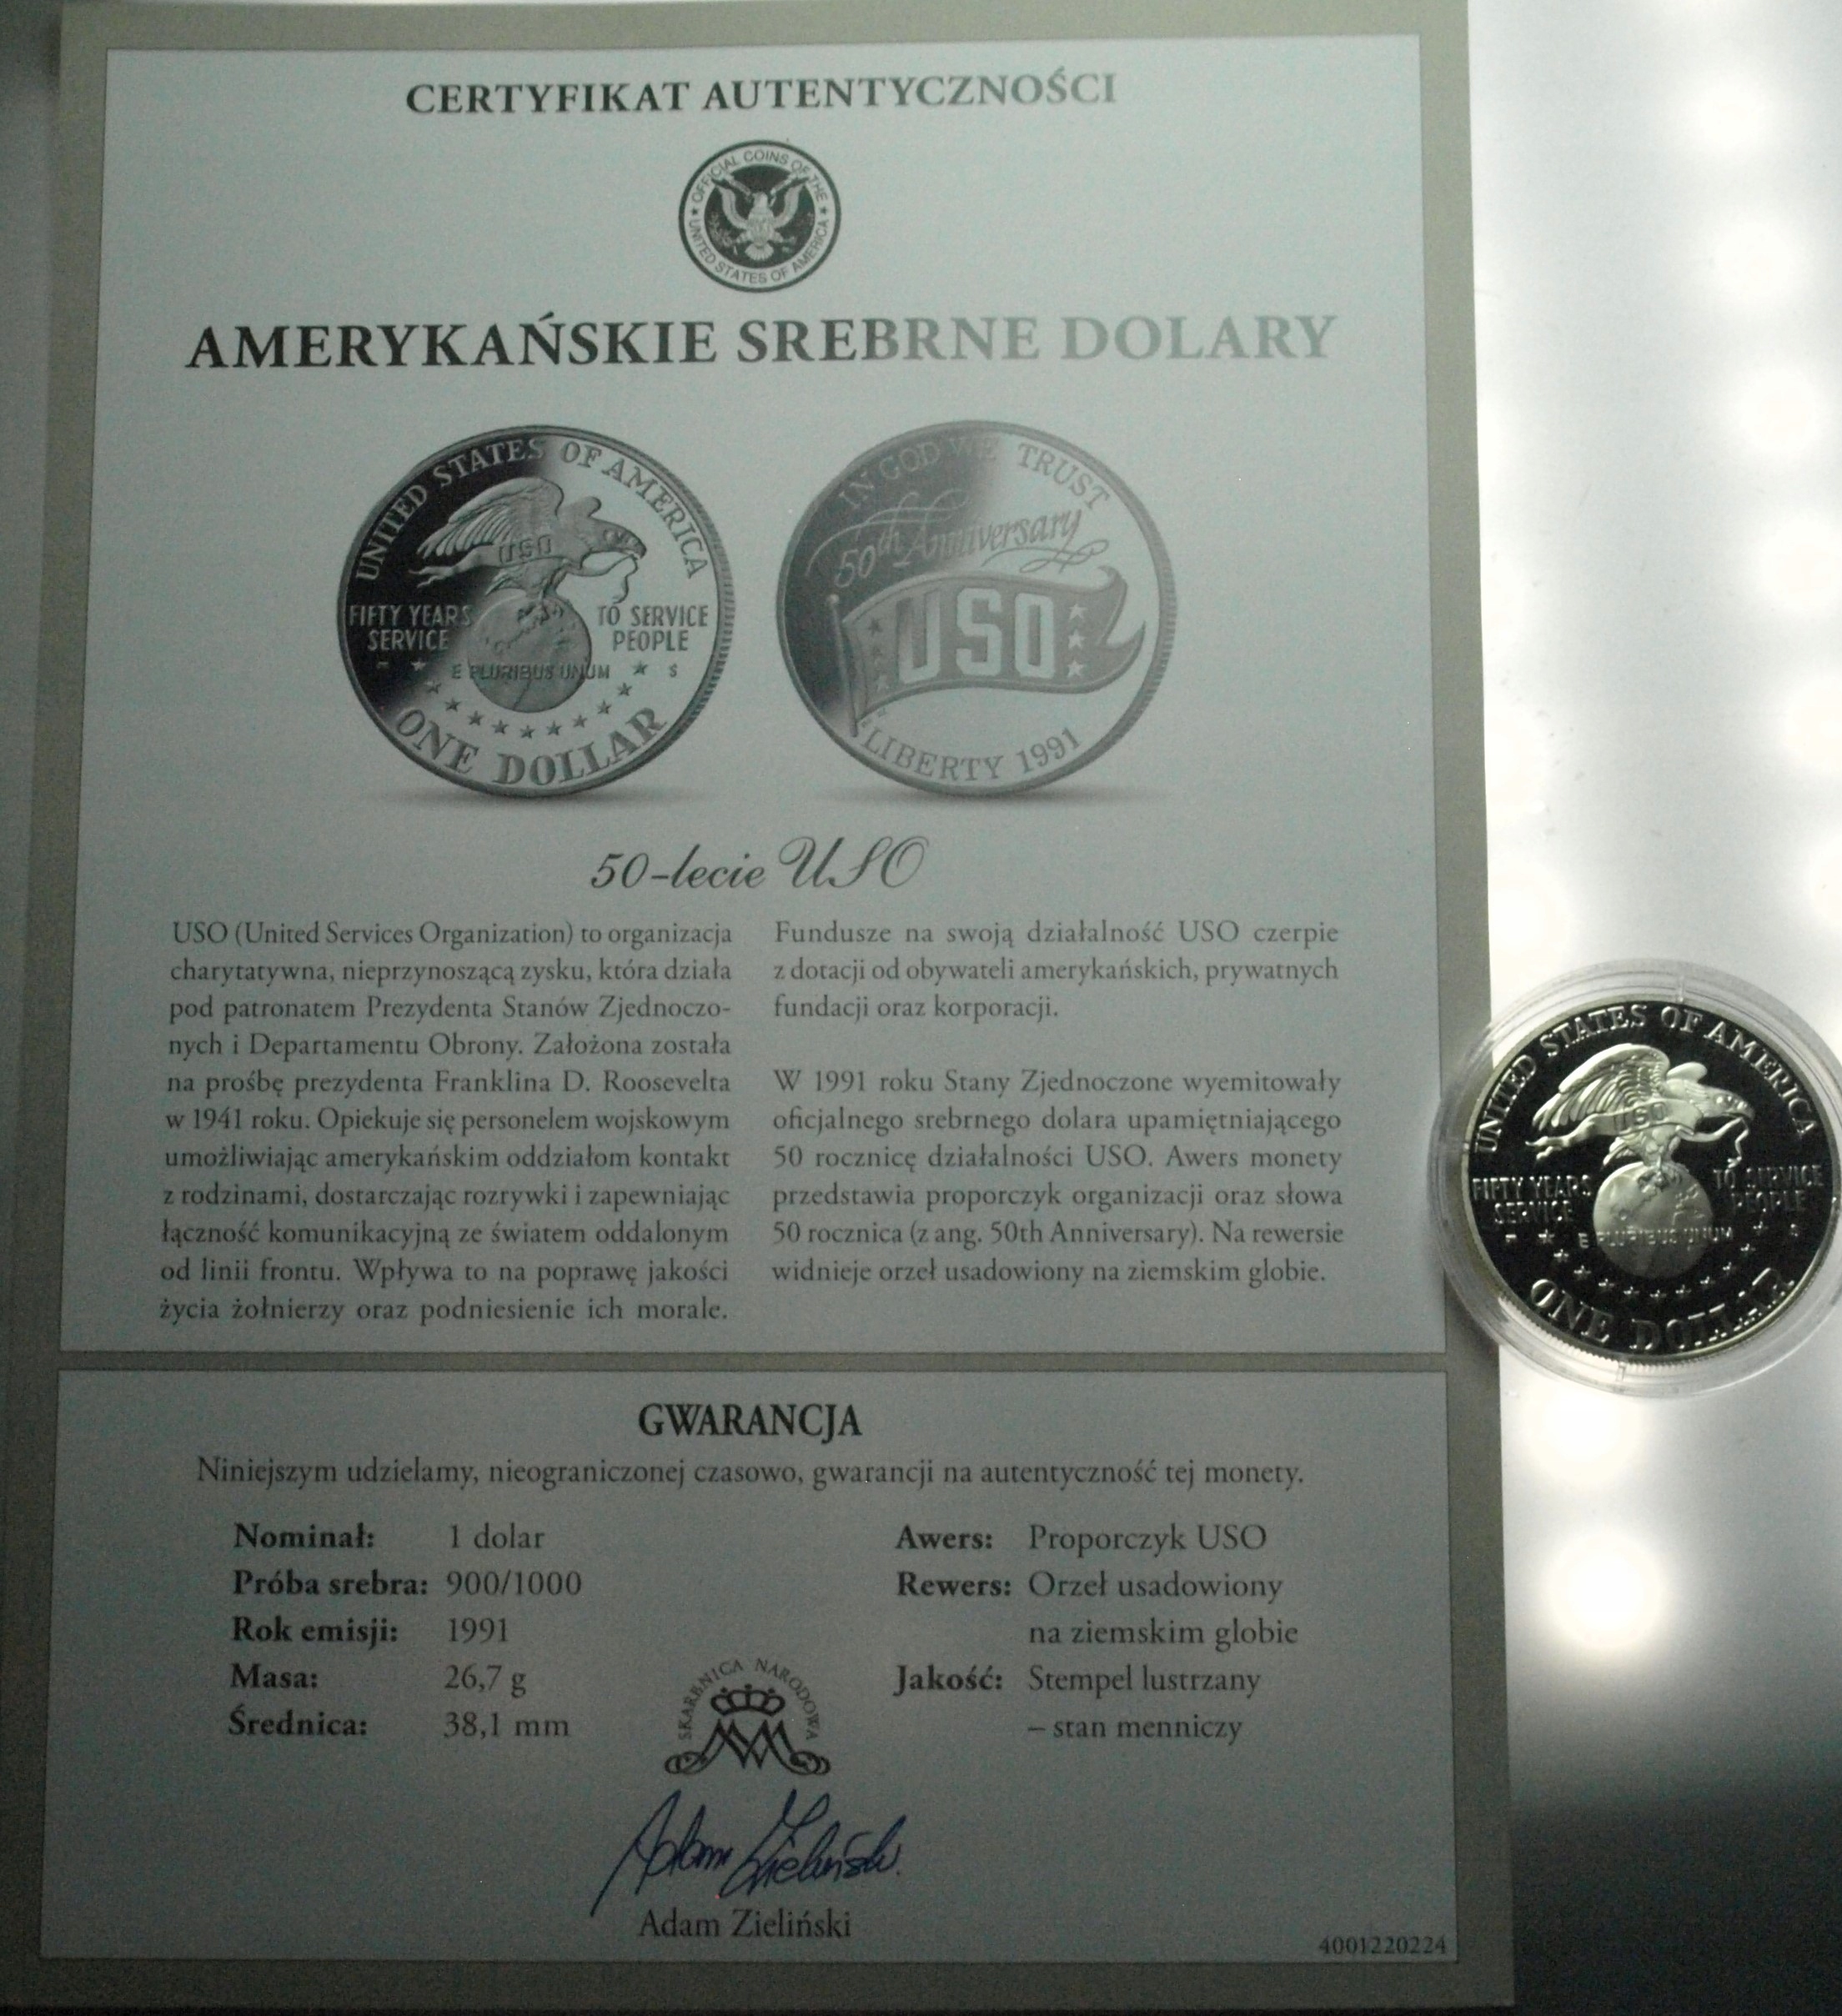 CERTYFIKAT AUTENTYCZNOŚCI
OFFICIAL COINS OF THE
UNITED STATES OF AMERICA
AMERYKAŃSKIE SREBRNE DOLARY
UNITED STATES OF AMERICA
USO
FIFTY YEARS
SERVICE
TO SERVICE
PEOPLE
E PLURIBUS UNUM
S
ONE DOLLAR
IN GOD WE TRUST
50th Anniversary
USO
LIBERTY 1991
50-lecie USO
USO (United Services Organization) to organizacja
charytatywna, nieprzynoszącą zysku, która działa
pod patronatem Prezydenta Stanów Zjednoczo-
nych i Departamentu Obrony. Założona została
na prośbę prezydenta Franklina D. Roosevelta
w 1941 roku. Opiekuje się personelem wojskowym
umożliwiając amerykańskim oddziałom kontakt
z rodzinami, dostarczając rozrywki i zapewniając
łączność komunikacyjną ze światem oddalonym
od linii frontu. Wpływa to na poprawę jakości
życia żołnierzy oraz podniesienie ich morale.
Fundusze na swoją działalność USO czerpie
z dotacji od obywateli amerykańskich, prywatnych
fundacji oraz korporacji.
W 1991 roku Stany Zjednoczone wyemitowały
oficjalnego srebrnego dolara upamiętniającego
50 rocznicę działalności USO. Awers monety
przedstawia proporczyk organizacji oraz słowa
50 rocznica (z ang. 50th Anniversary). Na rewersie
widnieje orzeł usadowiony na ziemskim globie.
UNITED STATES OF AMERICA
USO
FIFTY YEARS
SERVICE
TO SERVICE
PEOPLE
E PLURIBUS UNUM
S
ONE DOLLAR
GWARANCJA
Niniejszym udzielamy, nieograniczonej czasowo, gwarancji na autentyczność tej monety.
Nominał: 1 dolar
Próba srebra: 900/1000
Rok emisji: 1991
Masa: 26,7 g
Średnica: 38,1 mm
Awers: Proporczyk USO
Rewers: Orzeł usadowiony
na ziemskim globie
Jakość: Stempel lustrzany
– stan menniczy
SKARBNICA NARODOWA
Adam Zieliński
Adam Zieliński
4001220224